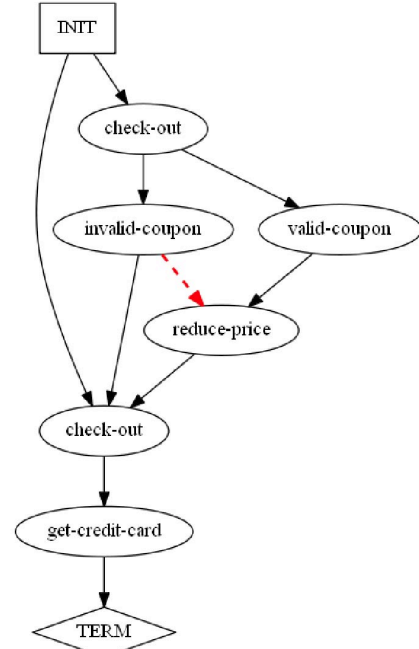 INIT
check-out
invalid-coupon
valid-coupon
reduce-price
check-out
get-credit-card
TERM